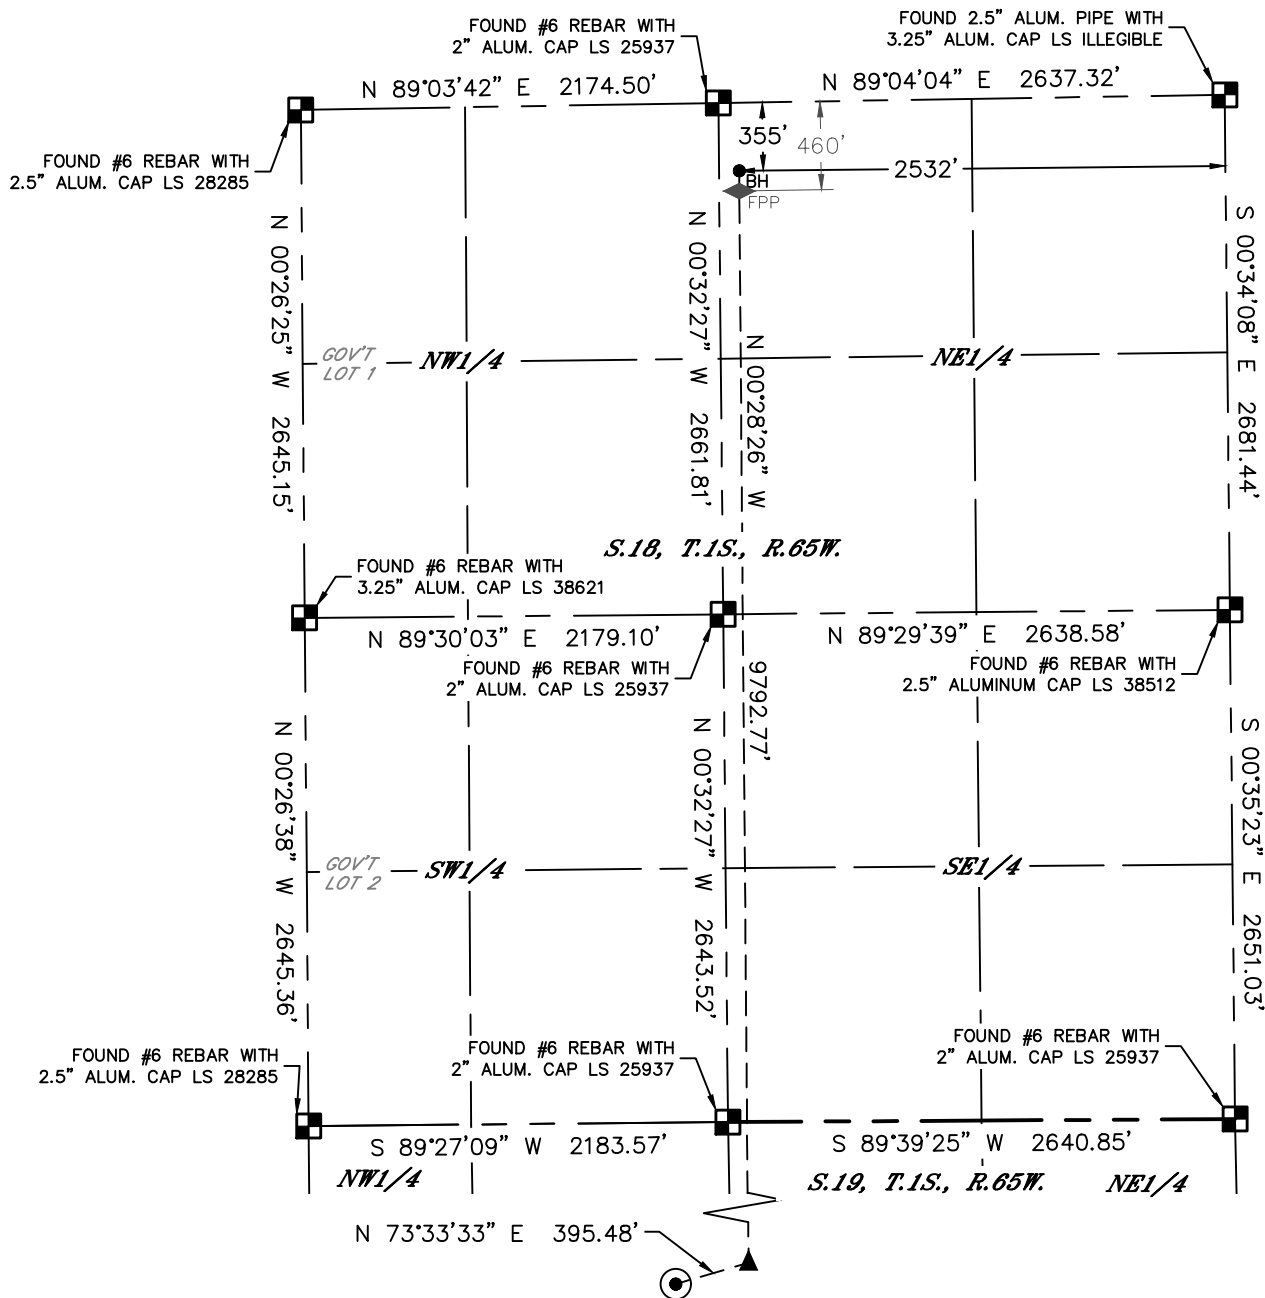 FOUND #6 REBAR WITH
2" ALUM. CAP LS 25937
FOUND 2.5" ALUM. PIPE WITH
3.25" ALUM. CAP LS ILLEGIBLE
N 89°03'42" E 2174.50'
N 89°04'04" E 2637.32'
FOUND #6 REBAR WITH
2.5" ALUM. CAP LS 28285
355'
460'
2532'
BH
FPP
N 00°26'25" W 2645.15'
N 00°32'27" W 2661.81'
N 00°28'26" W
9792.77'
S 00°34'08" E 2681.44'
GOV'T
LOT 1
NW1/4
NE1/4
S.18, T.1S., R.65W.
FOUND #6 REBAR WITH
3.25" ALUM. CAP LS 38621
N 89°30'03" E 2179.10'
N 89°29'39" E 2638.58'
FOUND #6 REBAR WITH
2" ALUM. CAP LS 25937
FOUND #6 REBAR WITH
2.5" ALUMINUM CAP LS 38512
N 00°26'38" W 2645.36'
N 00°32'27" W 2643.52'
S 00°35'23" E 2651.03'
GOV'T
LOT 2
SW1/4
SE1/4
FOUND #6 REBAR WITH
2.5" ALUM. CAP LS 28285
FOUND #6 REBAR WITH
2" ALUM. CAP LS 25937
FOUND #6 REBAR WITH
2" ALUM. CAP LS 25937
S 89°27'09" W 2183.57'
S 89°39'25" W 2640.85'
NW1/4
S.19, T.1S., R.65W.
NE1/4
N 73°33'33" E 395.48'